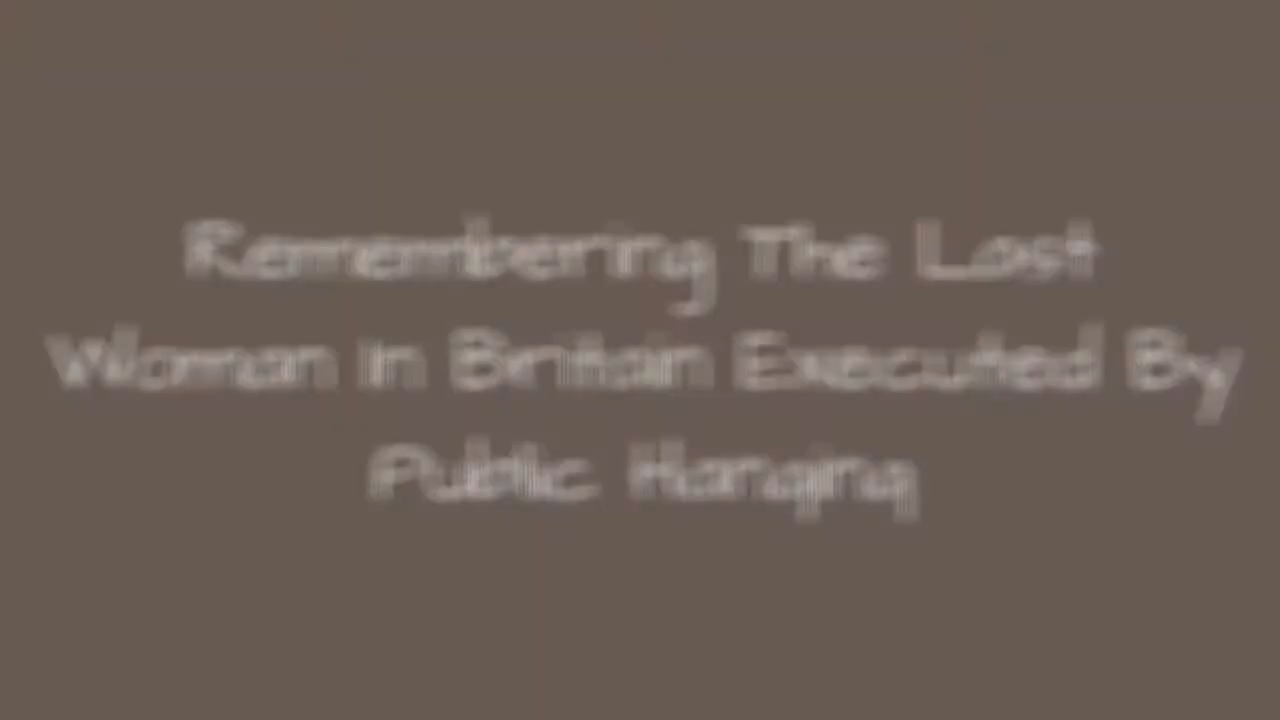 Remembering The Last
Woman In Britain Executed By
Public Hanging